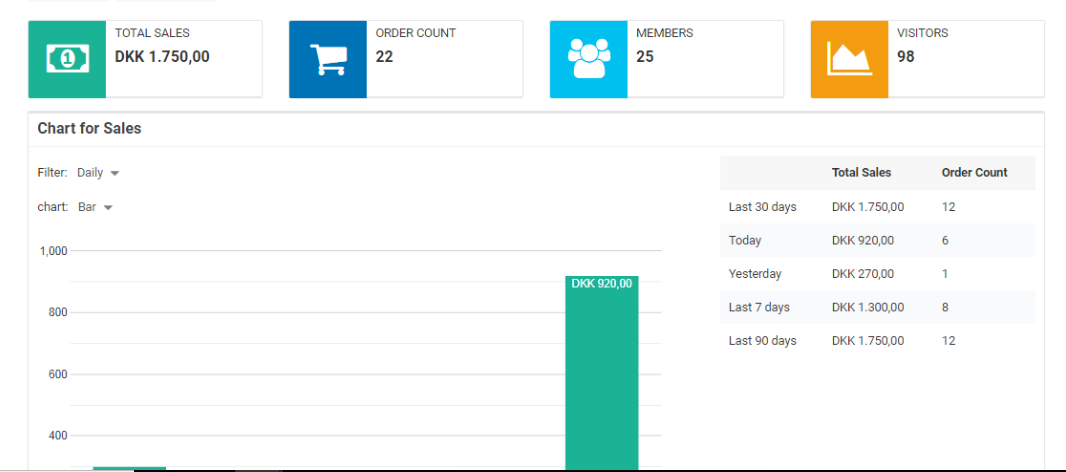 TOTAL SALES
DKK 1.750,00
ORDER COUNT
22
MEMBERS
25
VISITORS
98
Chart for Sales
Filter: Daily
chart: Bar
1,000
800
600
400
DKK 920,00
Total Sales Order Count
Last 30 days DKK 1.750,00 12
Today DKK 920,00 6
Yesterday DKK 270,00 1
Last 7 days DKK 1.300,00 8
Last 90 days DKK 1.750,00 12